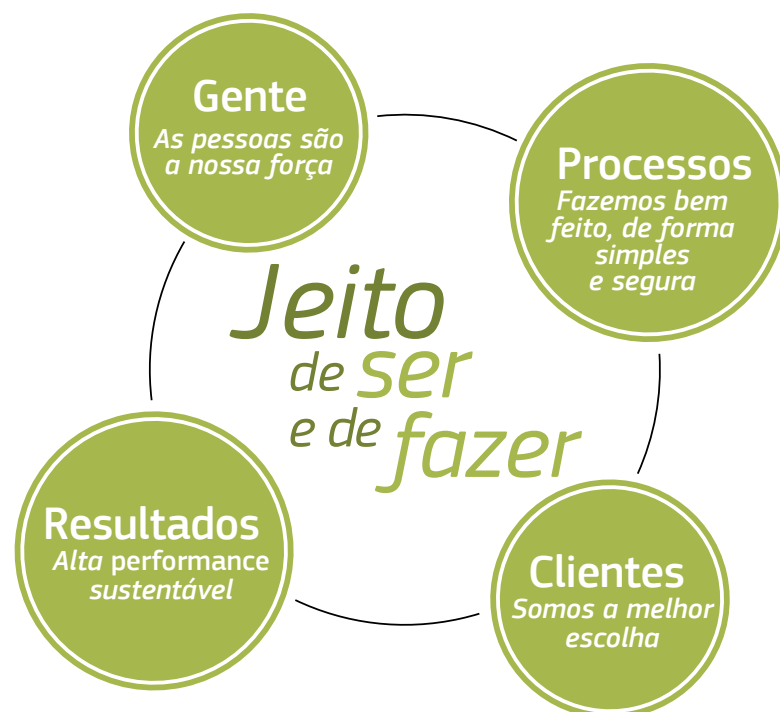 Gente
As pessoas são
a nossa força
Processos
Fazemos bem
feito, de forma
simples
e segura
Jeito
de ser
e de fazer
Resultados
Alta performance
sustentável
Clientes
Somos a melhor
escolha